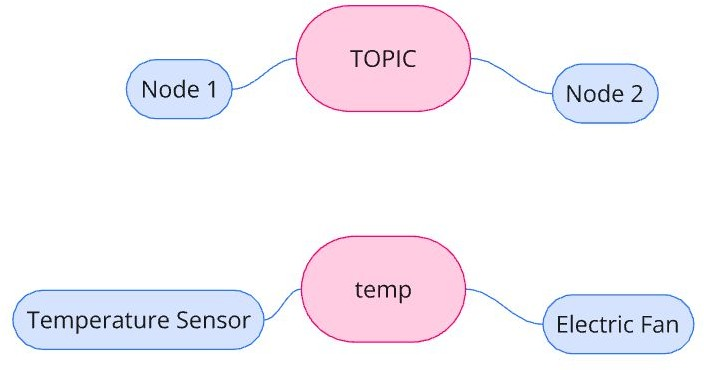 TOPIC
Node 1
Node 2
temp
Temperature Sensor
Electric Fan